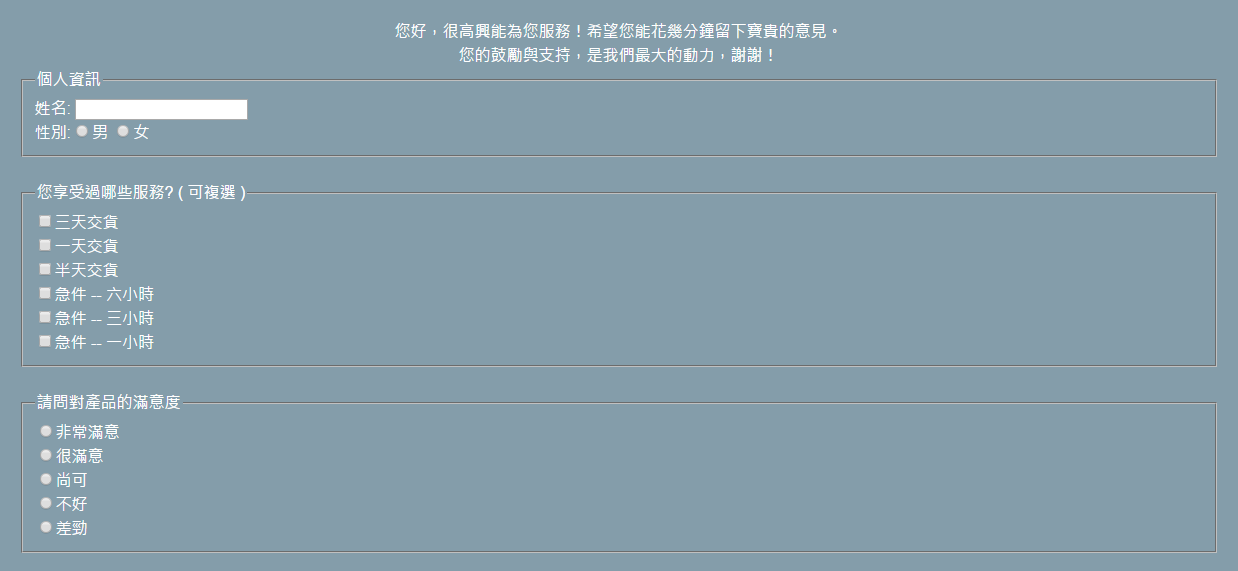 您好，很高興能為您服務！希望您能花幾分鐘留下寶貴的意見。
您的鼓勵與支持，是我們最大的動力，謝謝！
個人資訊
姓名:
性別: 男 女
您享受過哪些服務? ( 可複選 )
三天交貨
一天交貨
半天交貨
急件 -- 六小時
急件 -- 三小時
急件 -- 一小時
請問對產品的滿意度
非常滿意
很滿意
尚可
不好
差勁